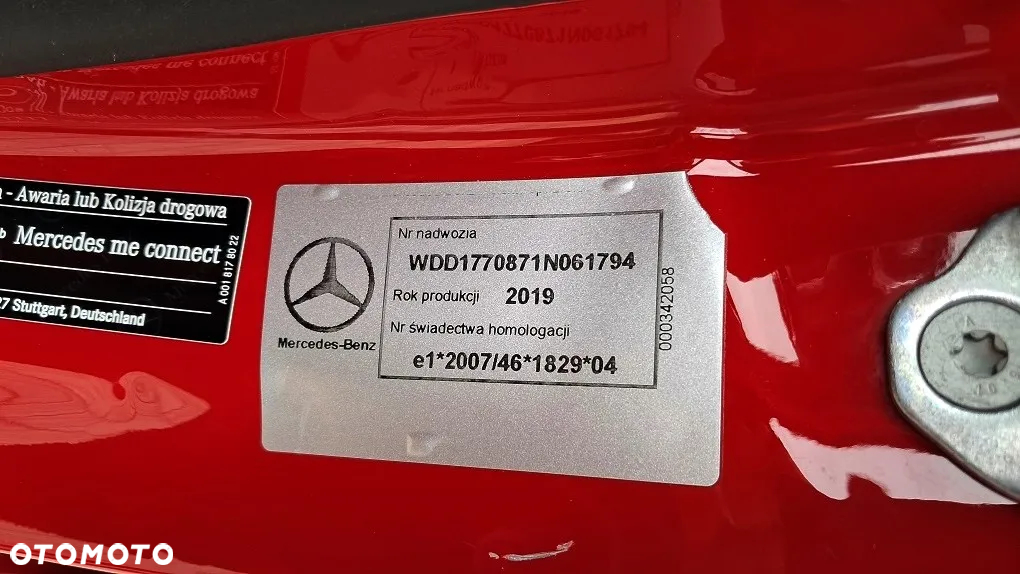 - Awaria lub Kolizja drogowa
Mercedes me connect
27 Stuttgart, Deutschland
A 001 817 80 22
Mercedes-Benz
Nr nadwozia
WDD1770871N061794
Rok produkcji 2019
Nr świadectwa homologacji
e1*2007/46*1829*04
000342058
OTOMOTO